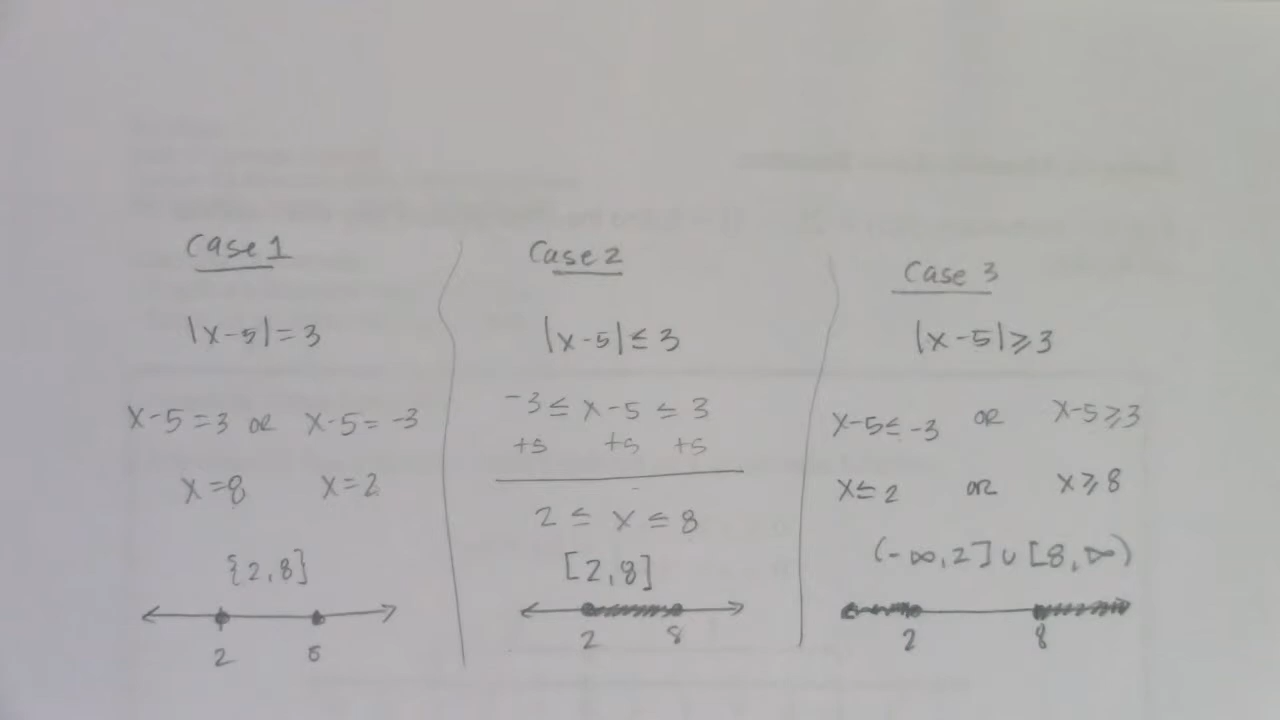 Case 1
|x-5| = 3
x-5 = 3 OR x-5 = -3
x = 8 x = 2
{2,8}
2 8
Case 2
|x-5| ≤ 3
-3 ≤ x-5 ≤ 3
+5 +5 +5
2 ≤ x ≤ 8
[2,8]
2 8
Case 3
|x-5| ≥ 3
x-5 ≤ -3 OR x-5 ≥ 3
x ≤ 2 OR x ≥ 8
(-∞,2] ∪ [8,∞)
2 8